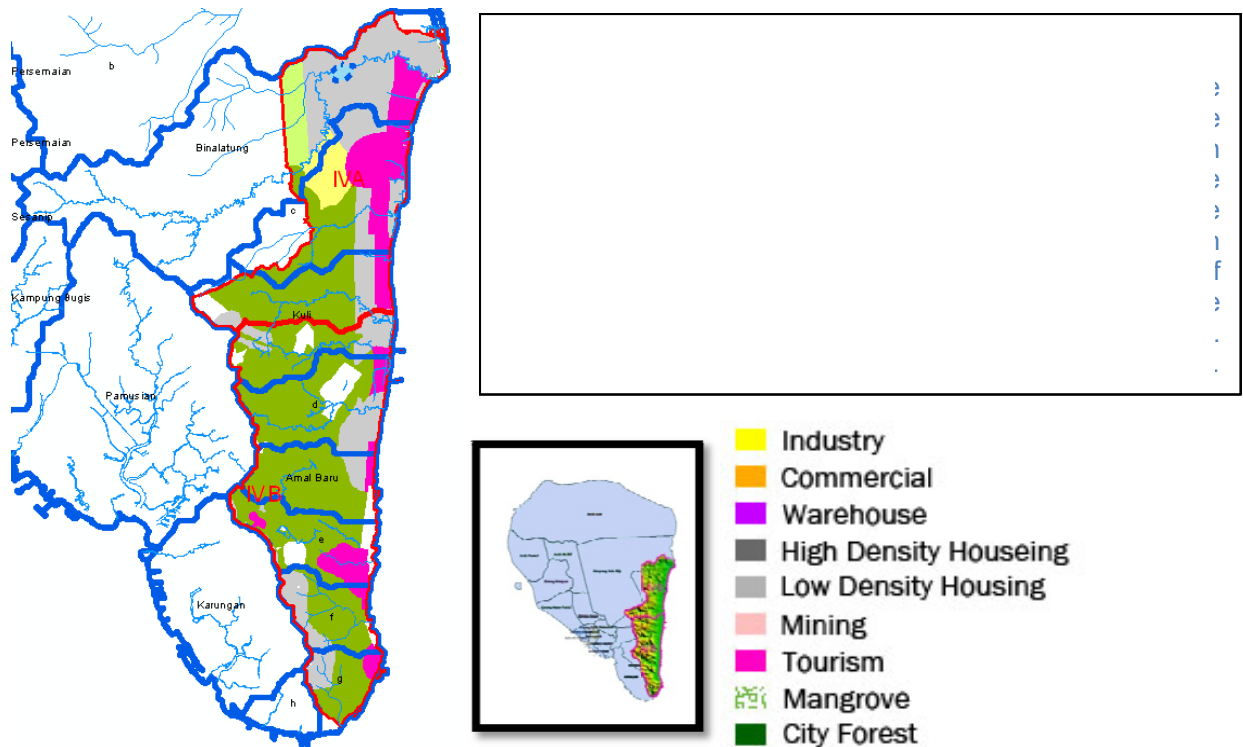 b
Persemaian
Persemaian
Binalatung
IVA
c
Kampung Bugis
Kuli
Pamusian
d
Amal Baru
IVB
e
Karungan
f
g
h
e
e
n
e
e
n
f
e
.
.
Industry
Commercial
Warehouse
High Density Houseing
Low Density Housing
Mining
Tourism
Mangrove
City Forest